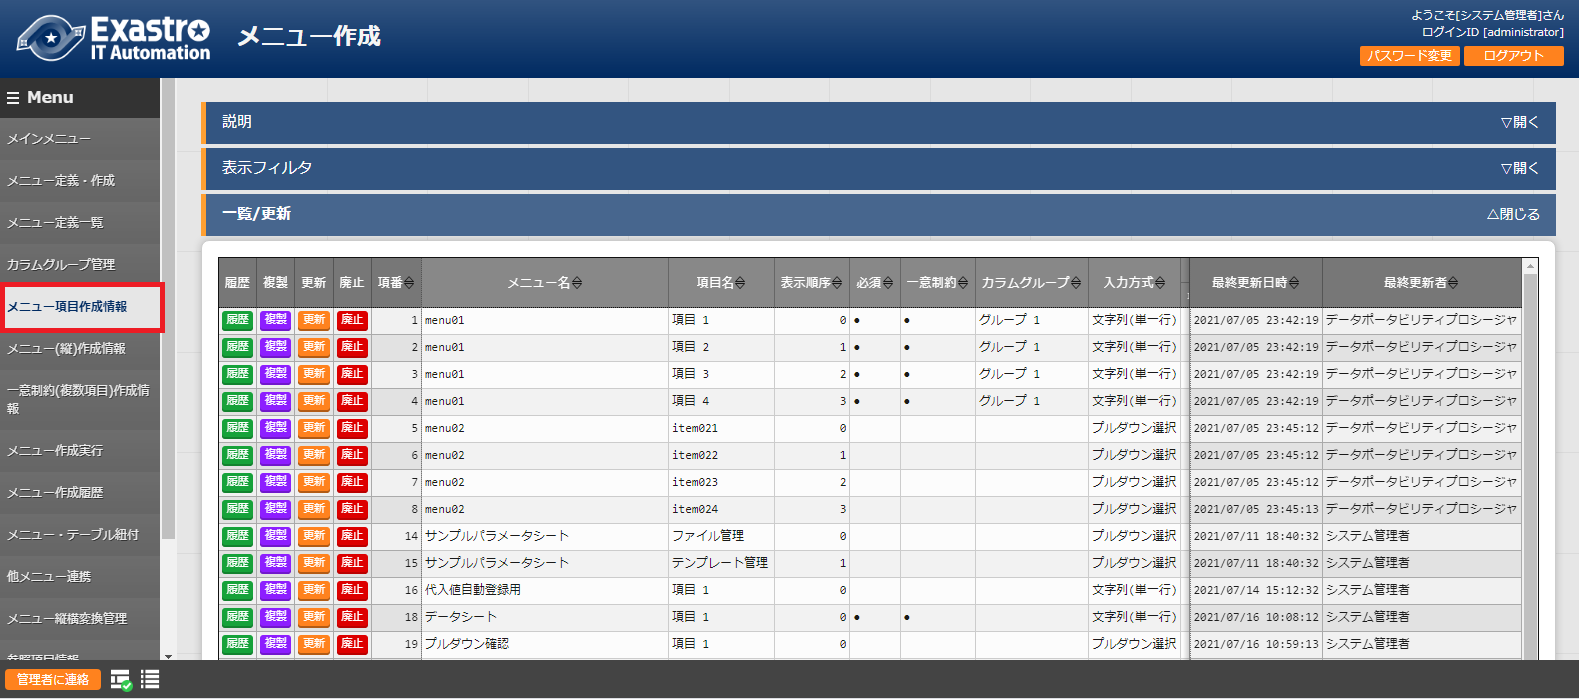 Exastro
IT Automation
メニュー作成
ようこそ[システム管理者]さん
ログインID [administrator]
パスワード変更 ログアウト
Menu
メインメニュー
メニュー定義・作成
メニュー定義一覧
カラムグループ管理
メニュー項目作成情報
メニュー(縦)作成情報
一意制約(複数項目)作成情
報
メニュー作成実行
メニュー作成履歴
メニュー・テーブル紐付
他メニュー連携
メニュー縦横変換管理
参照項目情報
説明 ▽開く
表示フィルタ ▽開く
一覧/更新 △閉じる
履歴 複製 更新 廃止 項番 メニュー名 項目名 表示順序 必須 一意制約 カラムグループ 入力方式 最終更新日時 最終更新者
履歴 複製 更新 廃止 1 menu01 項目 1 0 ● ● グループ 1 文字列(単一行) 2021/07/05 23:42:19 データポータビリティプロシージャ
履歴 複製 更新 廃止 2 menu01 項目 2 1 ● ● グループ 1 文字列(単一行) 2021/07/05 23:42:19 データポータビリティプロシージャ
履歴 複製 更新 廃止 3 menu01 項目 3 2 ● ● グループ 1 文字列(単一行) 2021/07/05 23:42:19 データポータビリティプロシージャ
履歴 複製 更新 廃止 4 menu01 項目 4 3 ● ● グループ 1 文字列(単一行) 2021/07/05 23:42:19 データポータビリティプロシージャ
履歴 複製 更新 廃止 5 menu02 item021 0 プルダウン選択 2021/07/05 23:45:12 データポータビリティプロシージャ
履歴 複製 更新 廃止 6 menu02 item022 1 プルダウン選択 2021/07/05 23:45:12 データポータビリティプロシージャ
履歴 複製 更新 廃止 7 menu02 item023 2 プルダウン選択 2021/07/05 23:45:12 データポータビリティプロシージャ
履歴 複製 更新 廃止 8 menu02 item024 3 プルダウン選択 2021/07/05 23:45:13 データポータビリティプロシージャ
履歴 複製 更新 廃止 14 サンプルパラメータシート ファイル管理 0 プルダウン選択 2021/07/11 18:40:32 システム管理者
履歴 複製 更新 廃止 15 サンプルパラメータシート テンプレート管理 1 プルダウン選択 2021/07/11 18:40:32 システム管理者
履歴 複製 更新 廃止 16 代入値自動登録用 項目 1 0 文字列(単一行) 2021/07/14 15:12:32 システム管理者
履歴 複製 更新 廃止 18 データシート 項目 1 0 ● ● 文字列(単一行) 2021/07/16 10:08:12 システム管理者
履歴 複製 更新 廃止 19 プルダウン確認 項目 1 0 プルダウン選択 2021/07/16 10:59:13 システム管理者
管理者に連絡